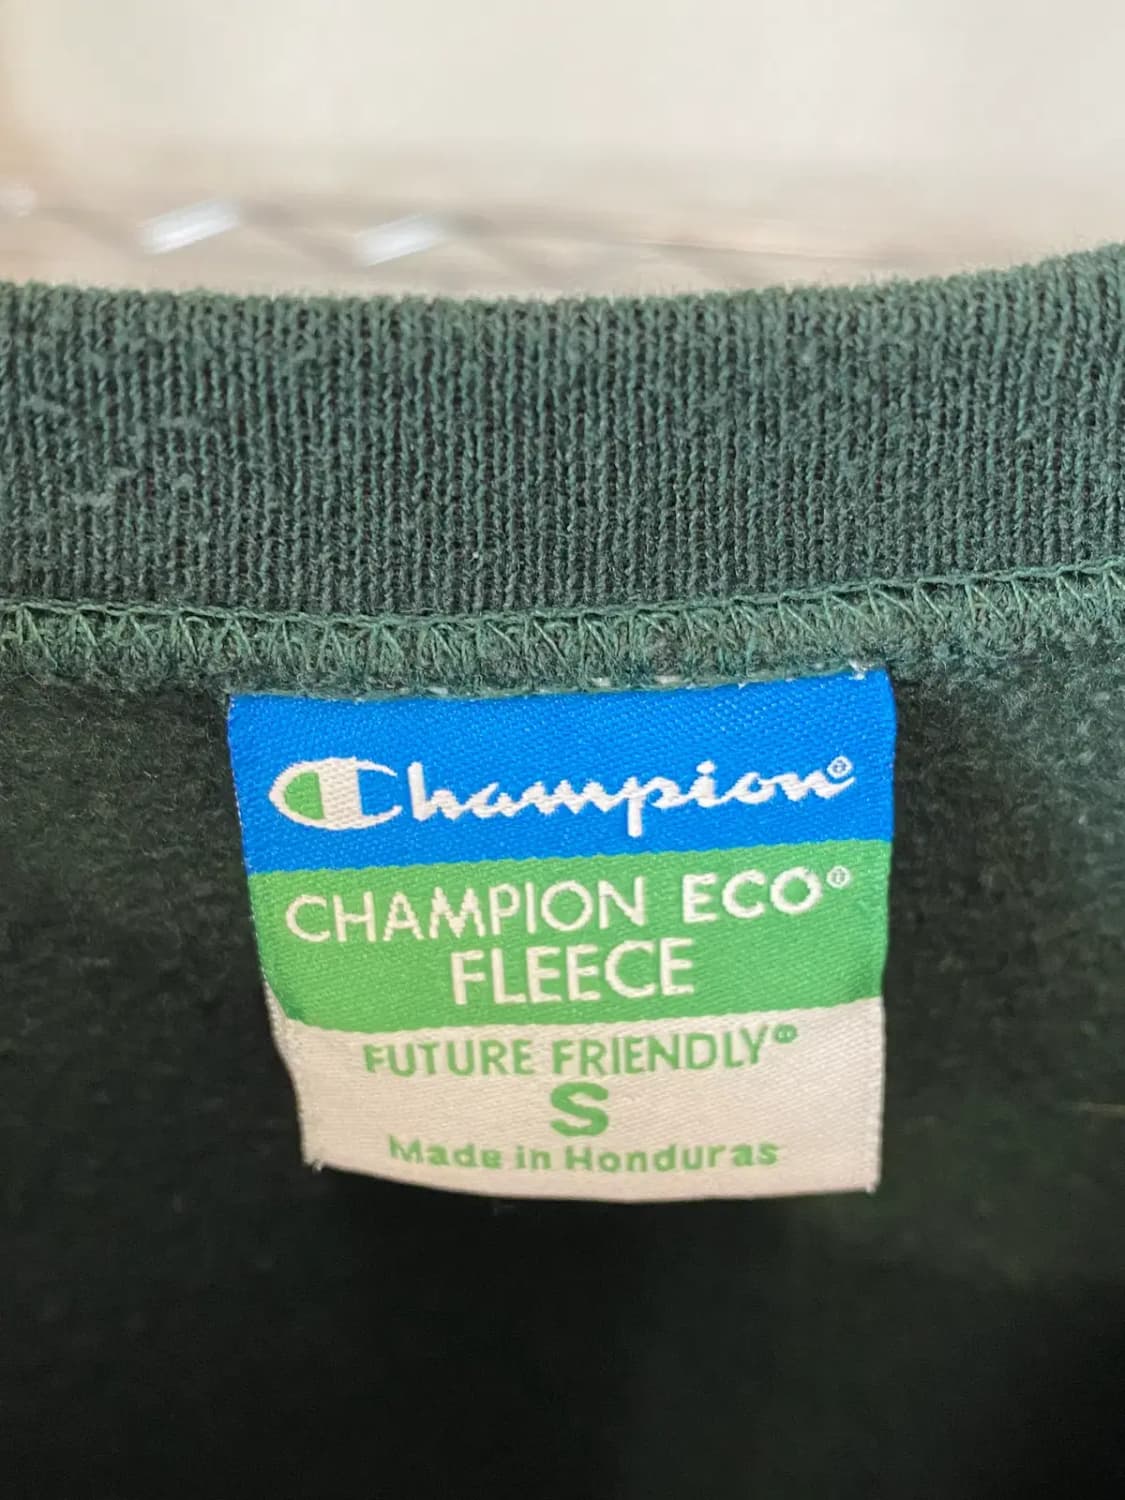 Champion®
CHAMPION ECO®
FLEECE
FUTURE FRIENDLY®
S
Made in Honduras